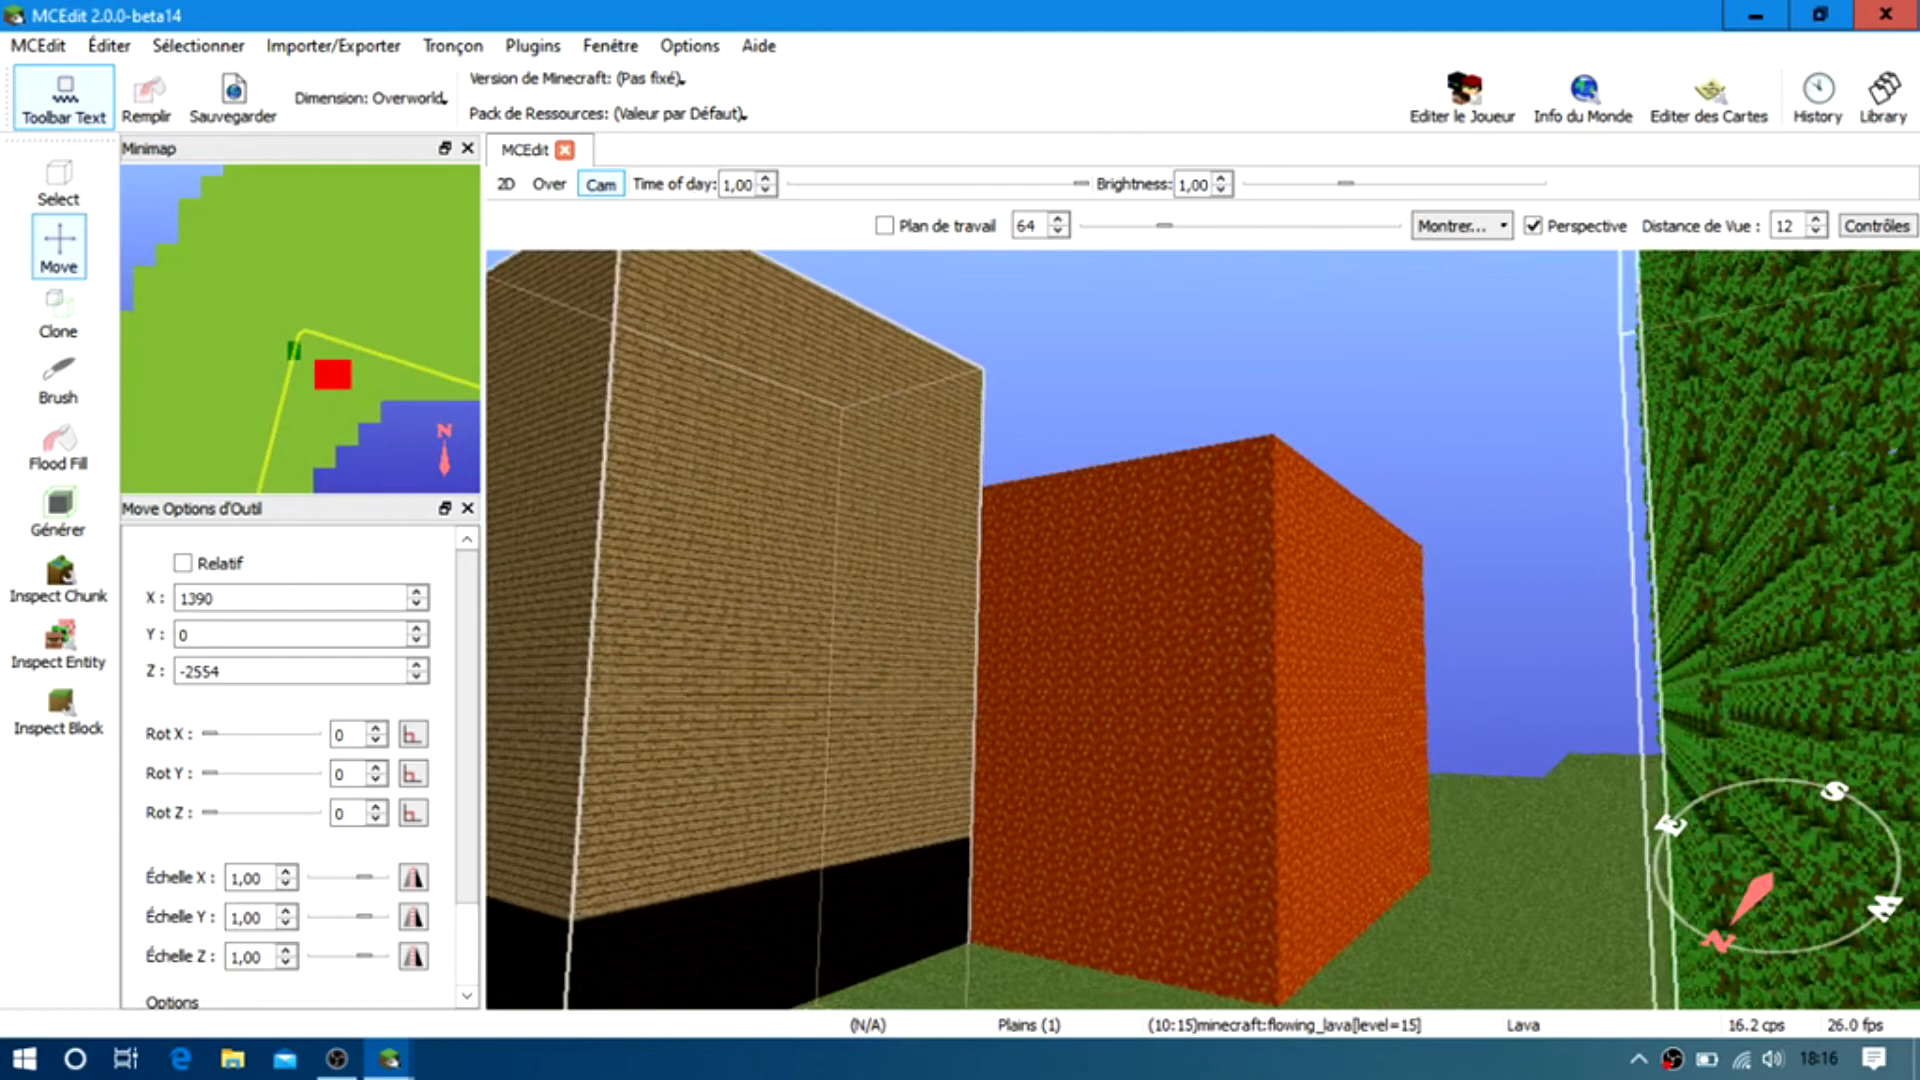 MCEdit 2.0.0-beta14
MCEdit Éditer Sélectionner Importer/Exporter Tronçon Plugins Fenêtre Options Aide
Toolbar Text
Remplir
Sauvegarder
Dimension: Overworld
Version de Minecraft: (Pas fixé)
Pack de Ressources: (Valeur par Défaut)
Editer le Joueur
Info du Monde
Editer des Cartes
History
Library
Select
Move
Clone
Brush
Flood Fill
Générer
Inspect Chunk
Inspect Entity
Inspect Block
Minimap
N
Move Options d'Outil
Relatif
X : 1390
Y : 0
Z : -2554
Rot X : 0
Rot Y : 0
Rot Z : 0
Échelle X : 1,00
Échelle Y : 1,00
Échelle Z : 1,00
Options
MCEdit
2D Over Cam Time of day: 1,00 Brightness: 1,00
Plan de travail 64 Montrer... Perspective Distance de Vue : 12 Contrôles
S
E
W
N
(N/A) Plains (1) (10:15)minecraft:flowing_lava[level=15] Lava 16.2 cps 26.0 fps
18:16